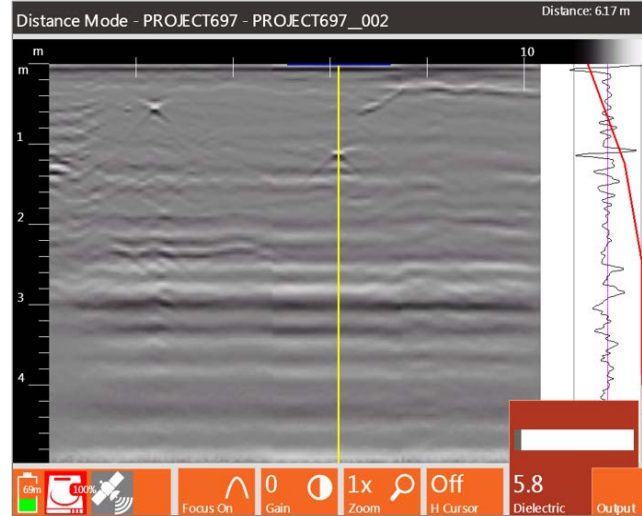 Distance Mode - PROJECT697 - PROJECT697__002
Distance: 6.17 m
m
10
m
1
2
3
4
69m
100%
Focus On
0
Gain
1x
Zoom
Off
H Cursor
5.8
Dielectric
Output